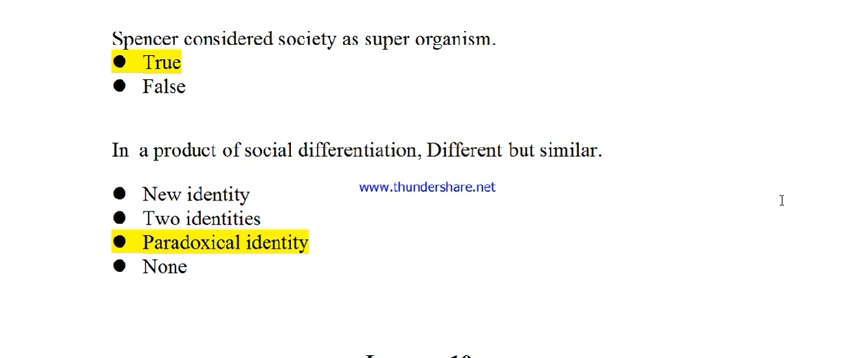 Spencer considered society as super organism.
● True
● False
In a product of social differentiation, Different but similar.
● New identity
www.thundershare.net
● Two identities
● Paradoxical identity
● None